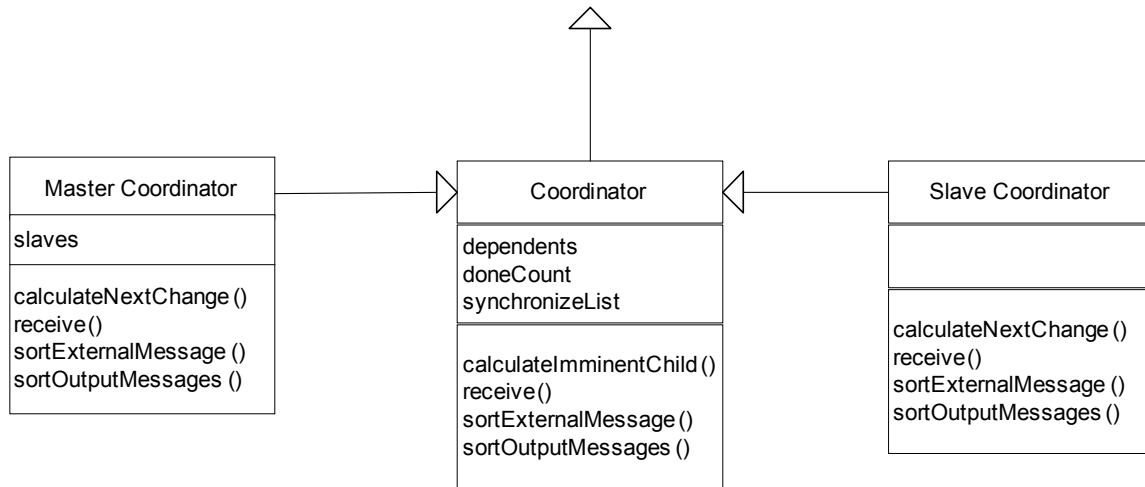 Master Coordinator
slaves
calculateNextChange()
receive()
sortExternalMessage()
sortOutputMessages()
Coordinator
dependents
doneCount
synchronizeList
calculateImminentChild()
receive()
sortExternalMessage()
sortOutputMessages()
Slave Coordinator
calculateNextChange()
receive()
sortExternalMessage()
sortOutputMessages()